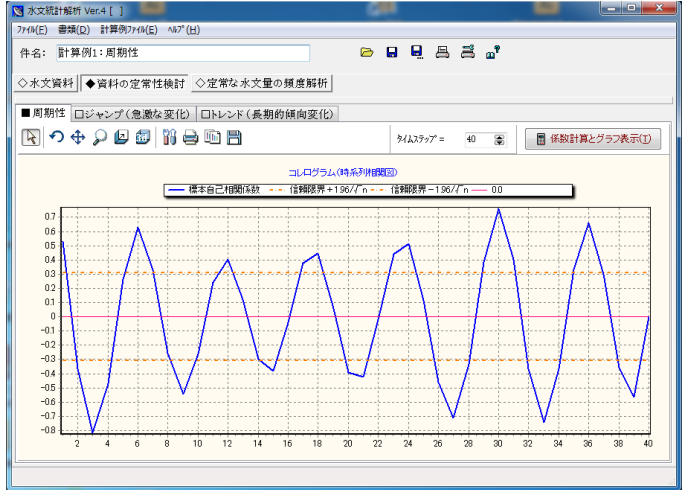 水文統計解析 Ver.4 [ ]
ファイル(F) 書類(D) 計算例ファイル(E) ヘルプ(H)
件名: 計算例1:周期性
◇水文資料 ◆資料の定常性検討 ◇定常な水文量の頻度解析
■周期性 □ジャンプ(急激な変化) □トレンド(長期的傾向変化)
タイムステップ= 40 係数計算とグラフ表示(T)
コレログラム(時系列相関図)
標本自己相関係数 信頼限界+1.96/√n 信頼限界-1.96/√n 0.0
0.7
0.6
0.5
0.4
0.3
0.2
0.1
0
-0.1
-0.2
-0.3
-0.4
-0.5
-0.6
-0.7
-0.8
2 4 6 8 10 12 14 16 18 20 22 24 26 28 30 32 34 36 38 40